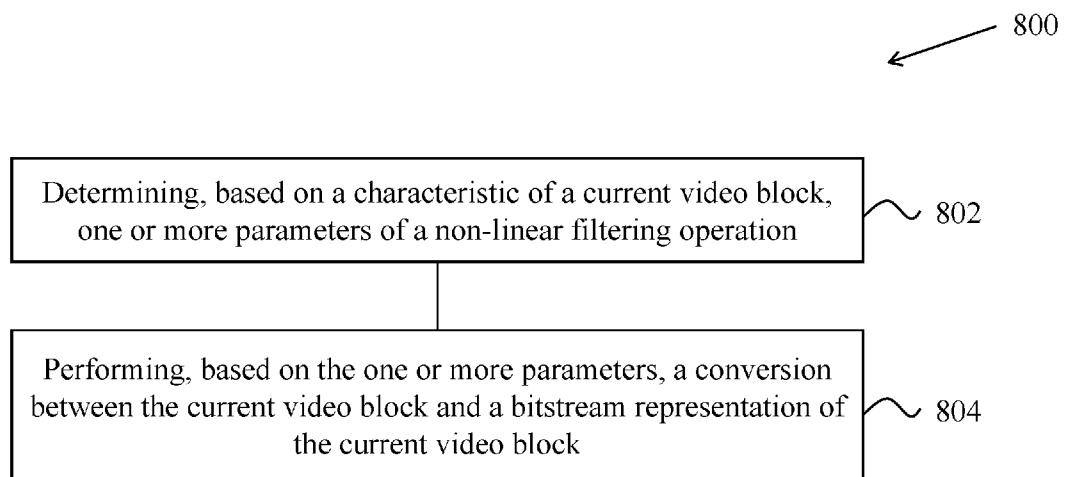 800
Determining, based on a characteristic of a current video block,
one or more parameters of a non-linear filtering operation
802
Performing, based on the one or more parameters, a conversion
between the current video block and a bitstream representation of
the current video block
804